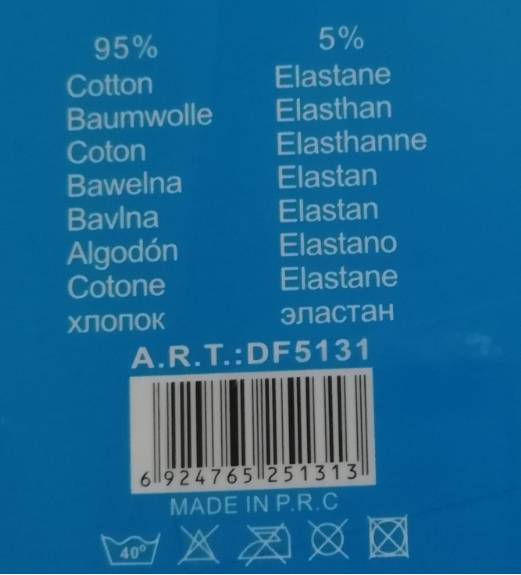 95% 5%
Cotton Elastane
Baumwolle Elasthan
Coton Elasthanne
Bawelna Elastan
Bavlna Elastan
Algodón Elastano
Cotone Elastane
хлопок эластан
A.R.T.:DF5131
6 924765 251313
MADE IN P.R.C
40°